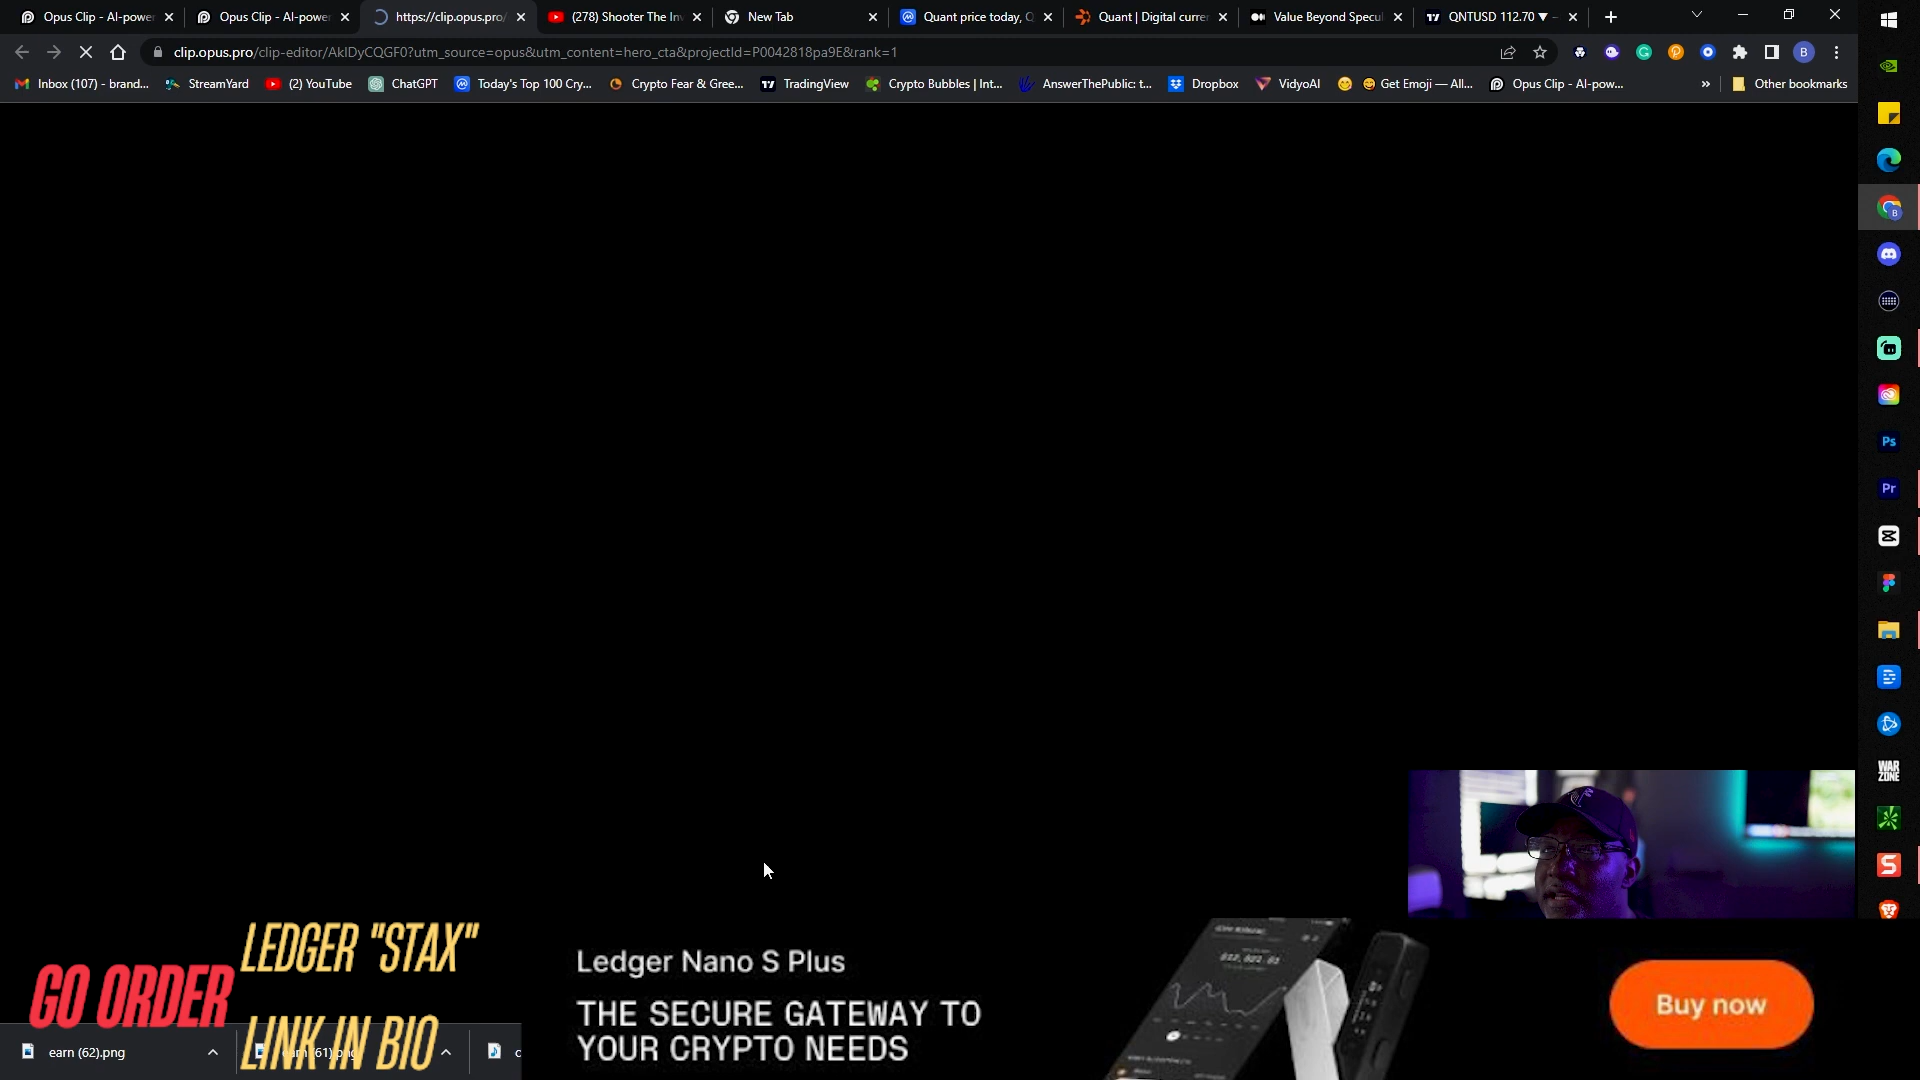 Opus Clip - AI-power
Opus Clip - AI-power
https://clip.opus.pro/
(278) Shooter The In
New Tab
Quant price today, Q
Quant | Digital curre
Value Beyond Specul
QNTUSD 112.70 ▼ -
clip.opus.pro/clip-editor/AkIDyCQGF0?utm_source=opus&utm_content=hero_cta&projectId=P0042818pa9E&rank=1
B
Inbox (107) - brand...
StreamYard
(2) YouTube
ChatGPT
Today's Top 100 Cry...
Crypto Fear & Gree...
TradingView
Crypto Bubbles | Int...
AnswerThePublic: t...
Dropbox
VidyoAI
Get Emoji — All...
Opus Clip - AI-pow...
»
Other bookmarks
B
Ps
Pr
WAR
ZONE
S
GO ORDER
LEDGER "STAX"
LINK IN BIO
Ledger Nano S Plus
THE SECURE GATEWAY TO
YOUR CRYPTO NEEDS
Buy now
earn (62).png